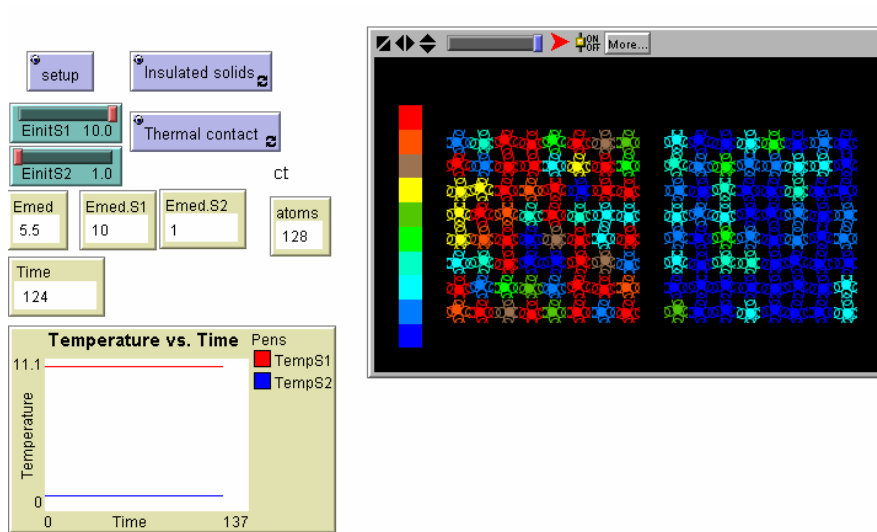 setup
Insulated solids
EinitS1 10.0
Thermal contact
EinitS2 1.0
ct
Emed
5.5
Emed.S1
10
Emed.S2
1
atoms
128
Time
124
Temperature vs. Time
Pens
TempS1
TempS2
11.1
Temperature
0
0
Time
137
ON
OFF
More...